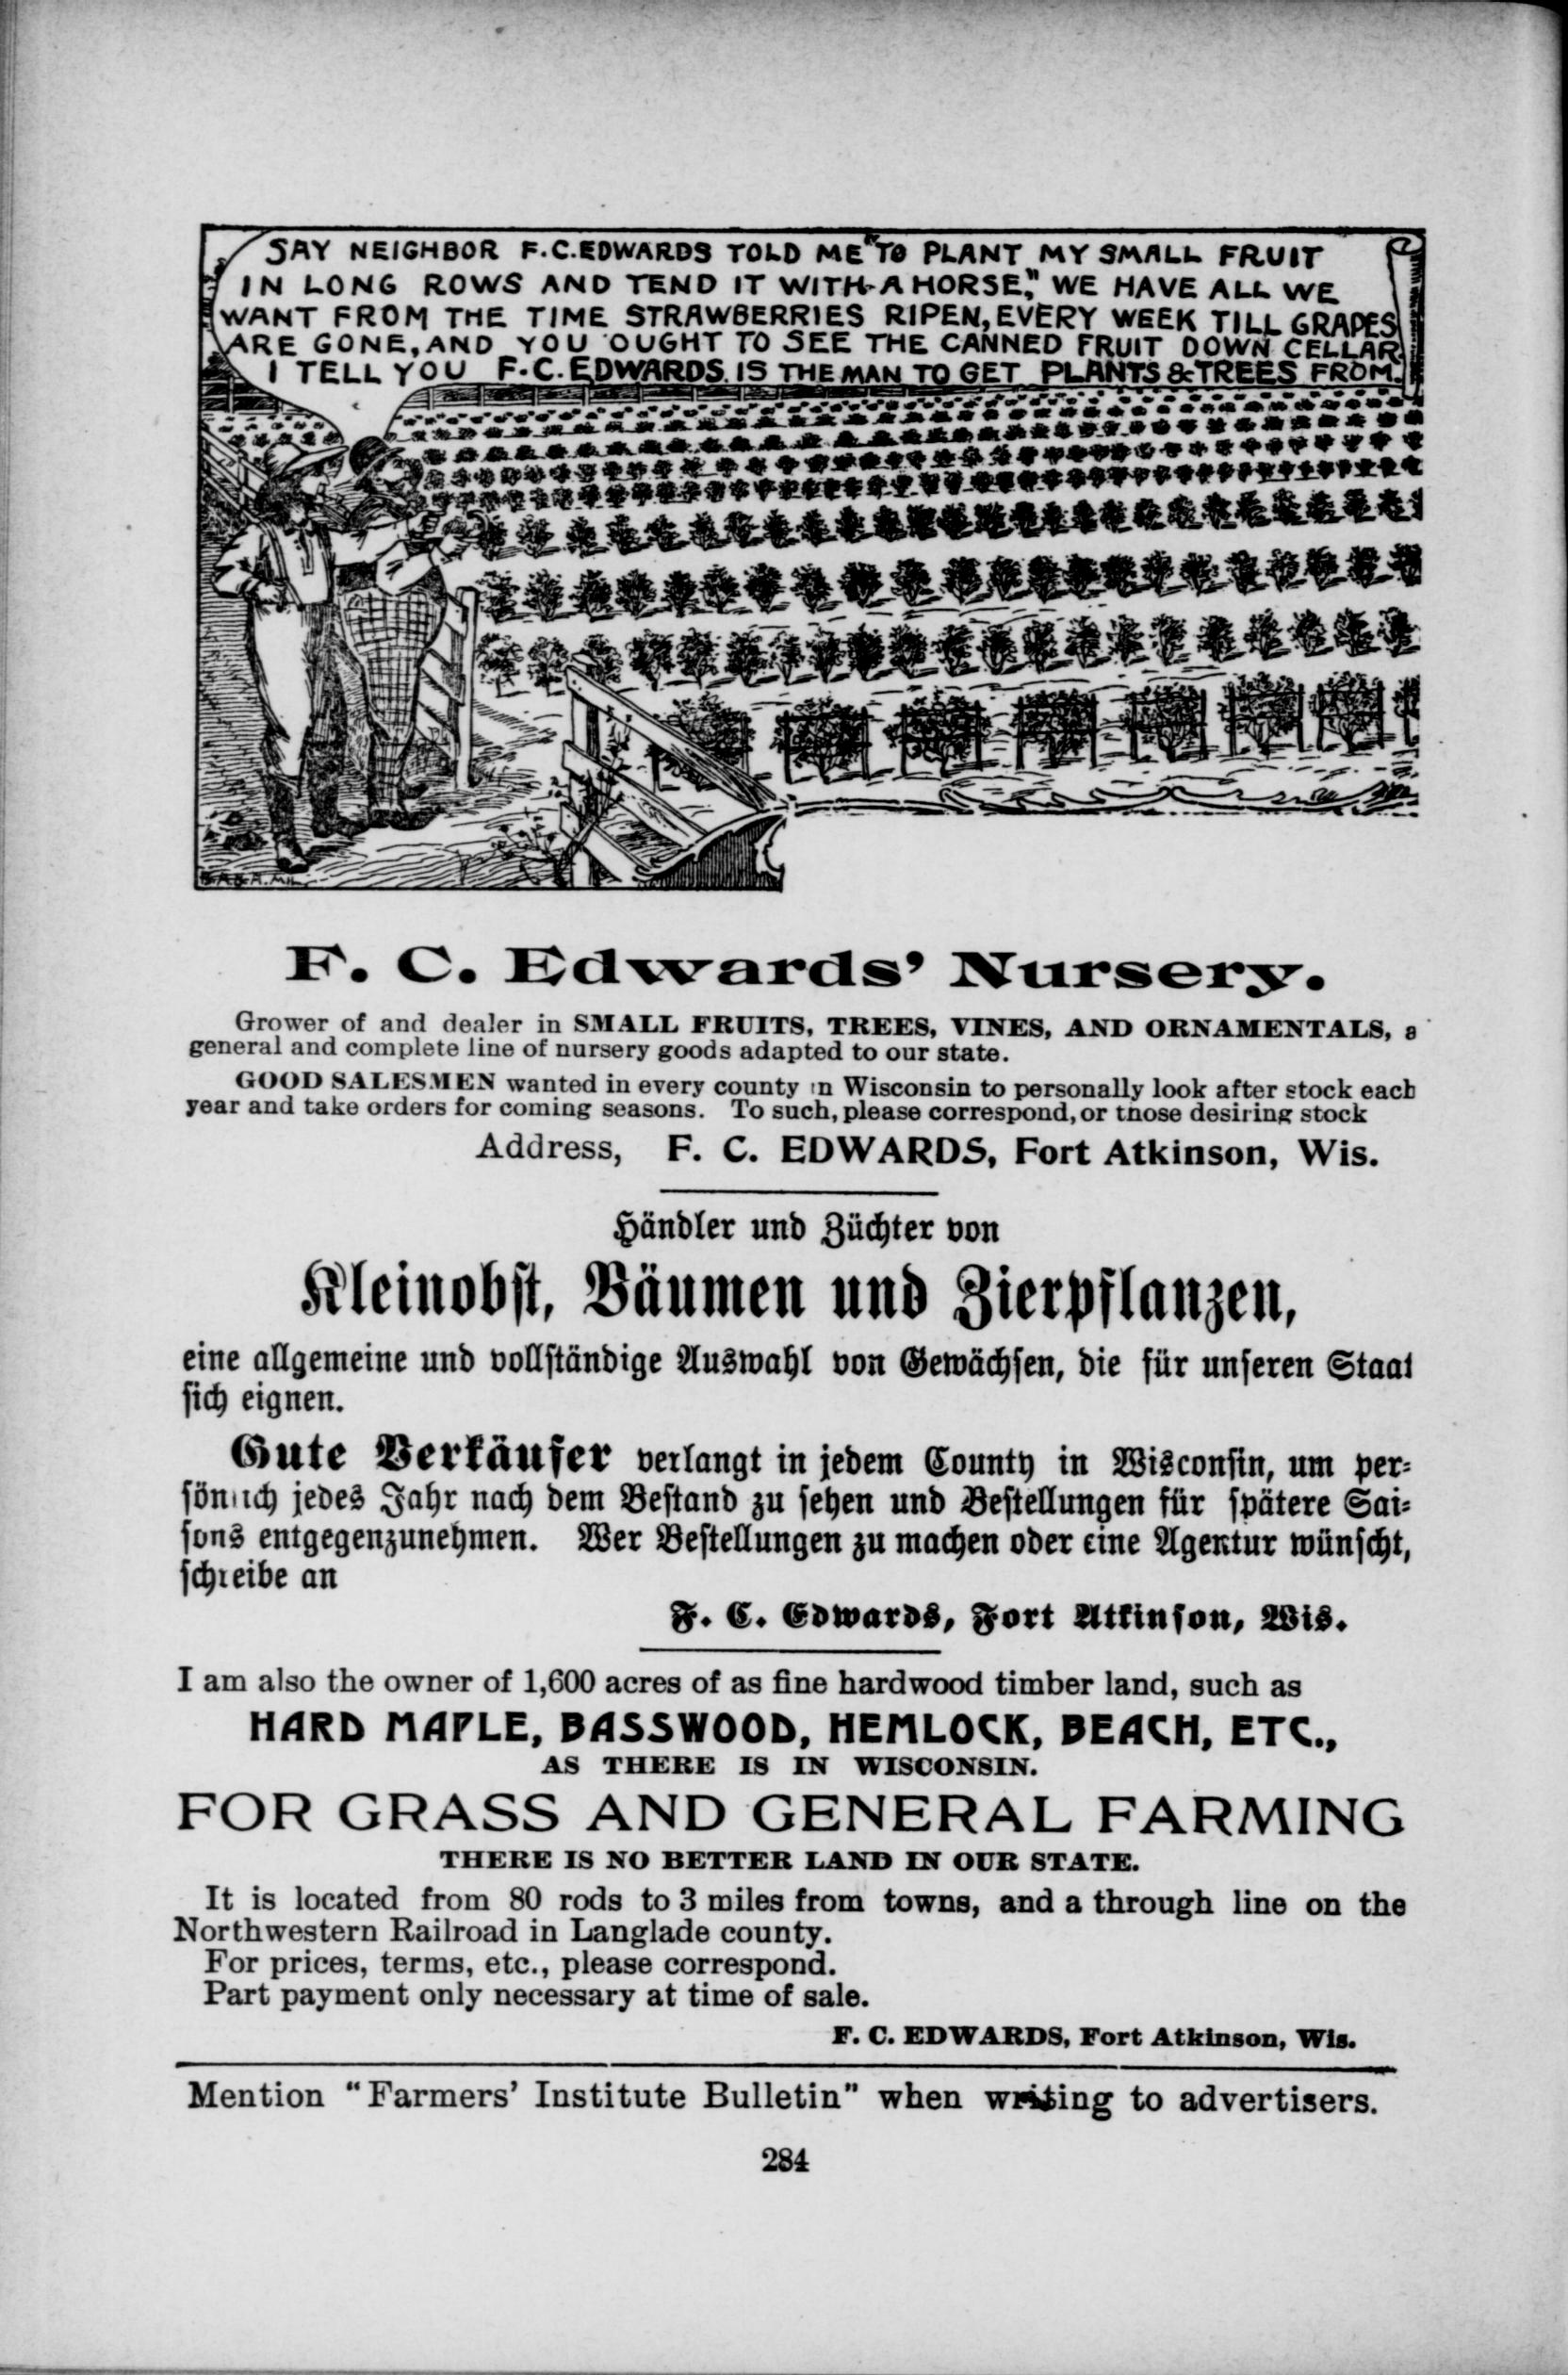 SAY NEIGHBOR F.C.EDWARDS TOLD ME "TO PLANT MY SMALL FRUIT
IN LONG ROWS AND TEND IT WITH A HORSE," WE HAVE ALL WE
WANT FROM THE TIME STRAWBERRIES RIPEN, EVERY WEEK TILL GRAPES
ARE GONE, AND YOU OUGHT TO SEE THE CANNED FRUIT DOWN CELLAR.
I TELL YOU F.C.EDWARDS. IS THE MAN TO GET PLANTS & TREES FROM.
F. C. Edwards' Nursery.
Grower of and dealer in SMALL FRUITS, TREES, VINES, AND ORNAMENTALS, a
general and complete line of nursery goods adapted to our state.
GOOD SALESMEN wanted in every county in Wisconsin to personally look after stock each
year and take orders for coming seasons. To such, please correspond, or those desiring stock
Address, F. C. EDWARDS, Fort Atkinson, Wis.
Händler und Züchter von
Kleinobst, Bäumen und Zierpflanzen,
eine allgemeine und vollständige Auswahl von Gewächsen, die für unseren Staat
sich eignen.
Gute Verkäufer verlangt in jedem County in Wisconsin, um per-
sönlich jedes Jahr nach dem Bestand zu sehen und Bestellungen für spätere Sai-
sons entgegenzunehmen. Wer Bestellungen zu machen oder eine Agentur wünscht,
schreibe an
F. C. Edwards, Fort Atkinson, Wis.
I am also the owner of 1,600 acres of as fine hardwood timber land, such as
HARD MAPLE, BASSWOOD, HEMLOCK, BEACH, ETC.,
AS THERE IS IN WISCONSIN.
FOR GRASS AND GENERAL FARMING
THERE IS NO BETTER LAND IN OUR STATE.
It is located from 80 rods to 3 miles from towns, and a through line on the
Northwestern Railroad in Langlade county.
For prices, terms, etc., please correspond.
Part payment only necessary at time of sale.
F. C. EDWARDS, Fort Atkinson, Wis.
Mention "Farmers' Institute Bulletin" when writing to advertisers.
284